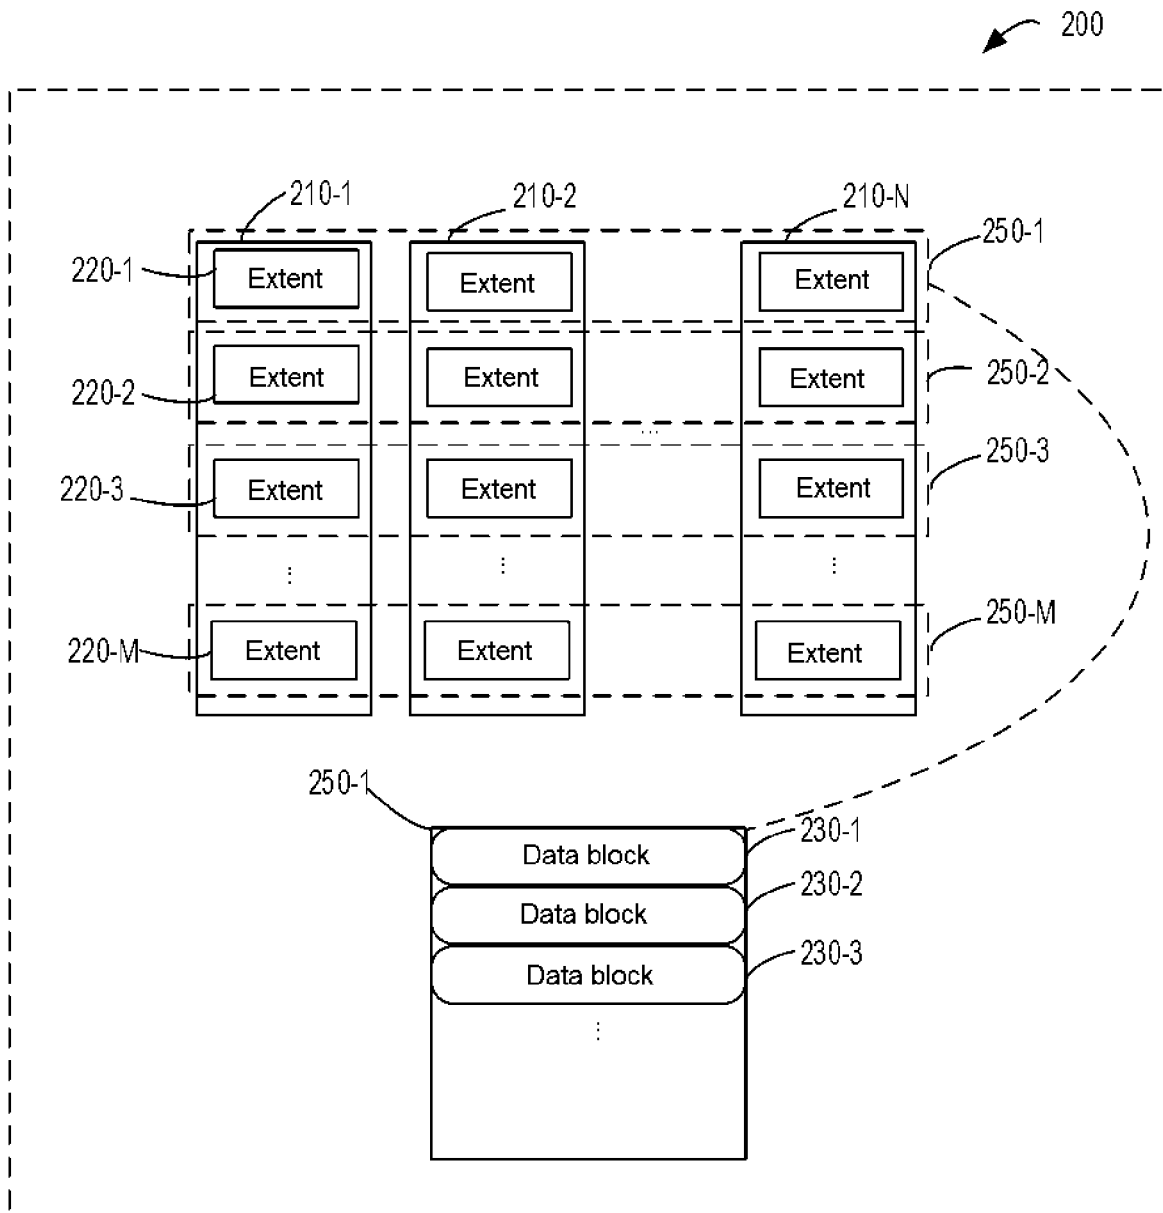 200
210-1 210-2 210-N 250-1
220-1 Extent Extent Extent
220-2 Extent Extent Extent 250-2
...
220-3 Extent Extent Extent 250-3
⋮ ⋮ ⋮
220-M Extent Extent Extent 250-M
250-1
Data block 230-1
Data block 230-2
Data block 230-3
⋮